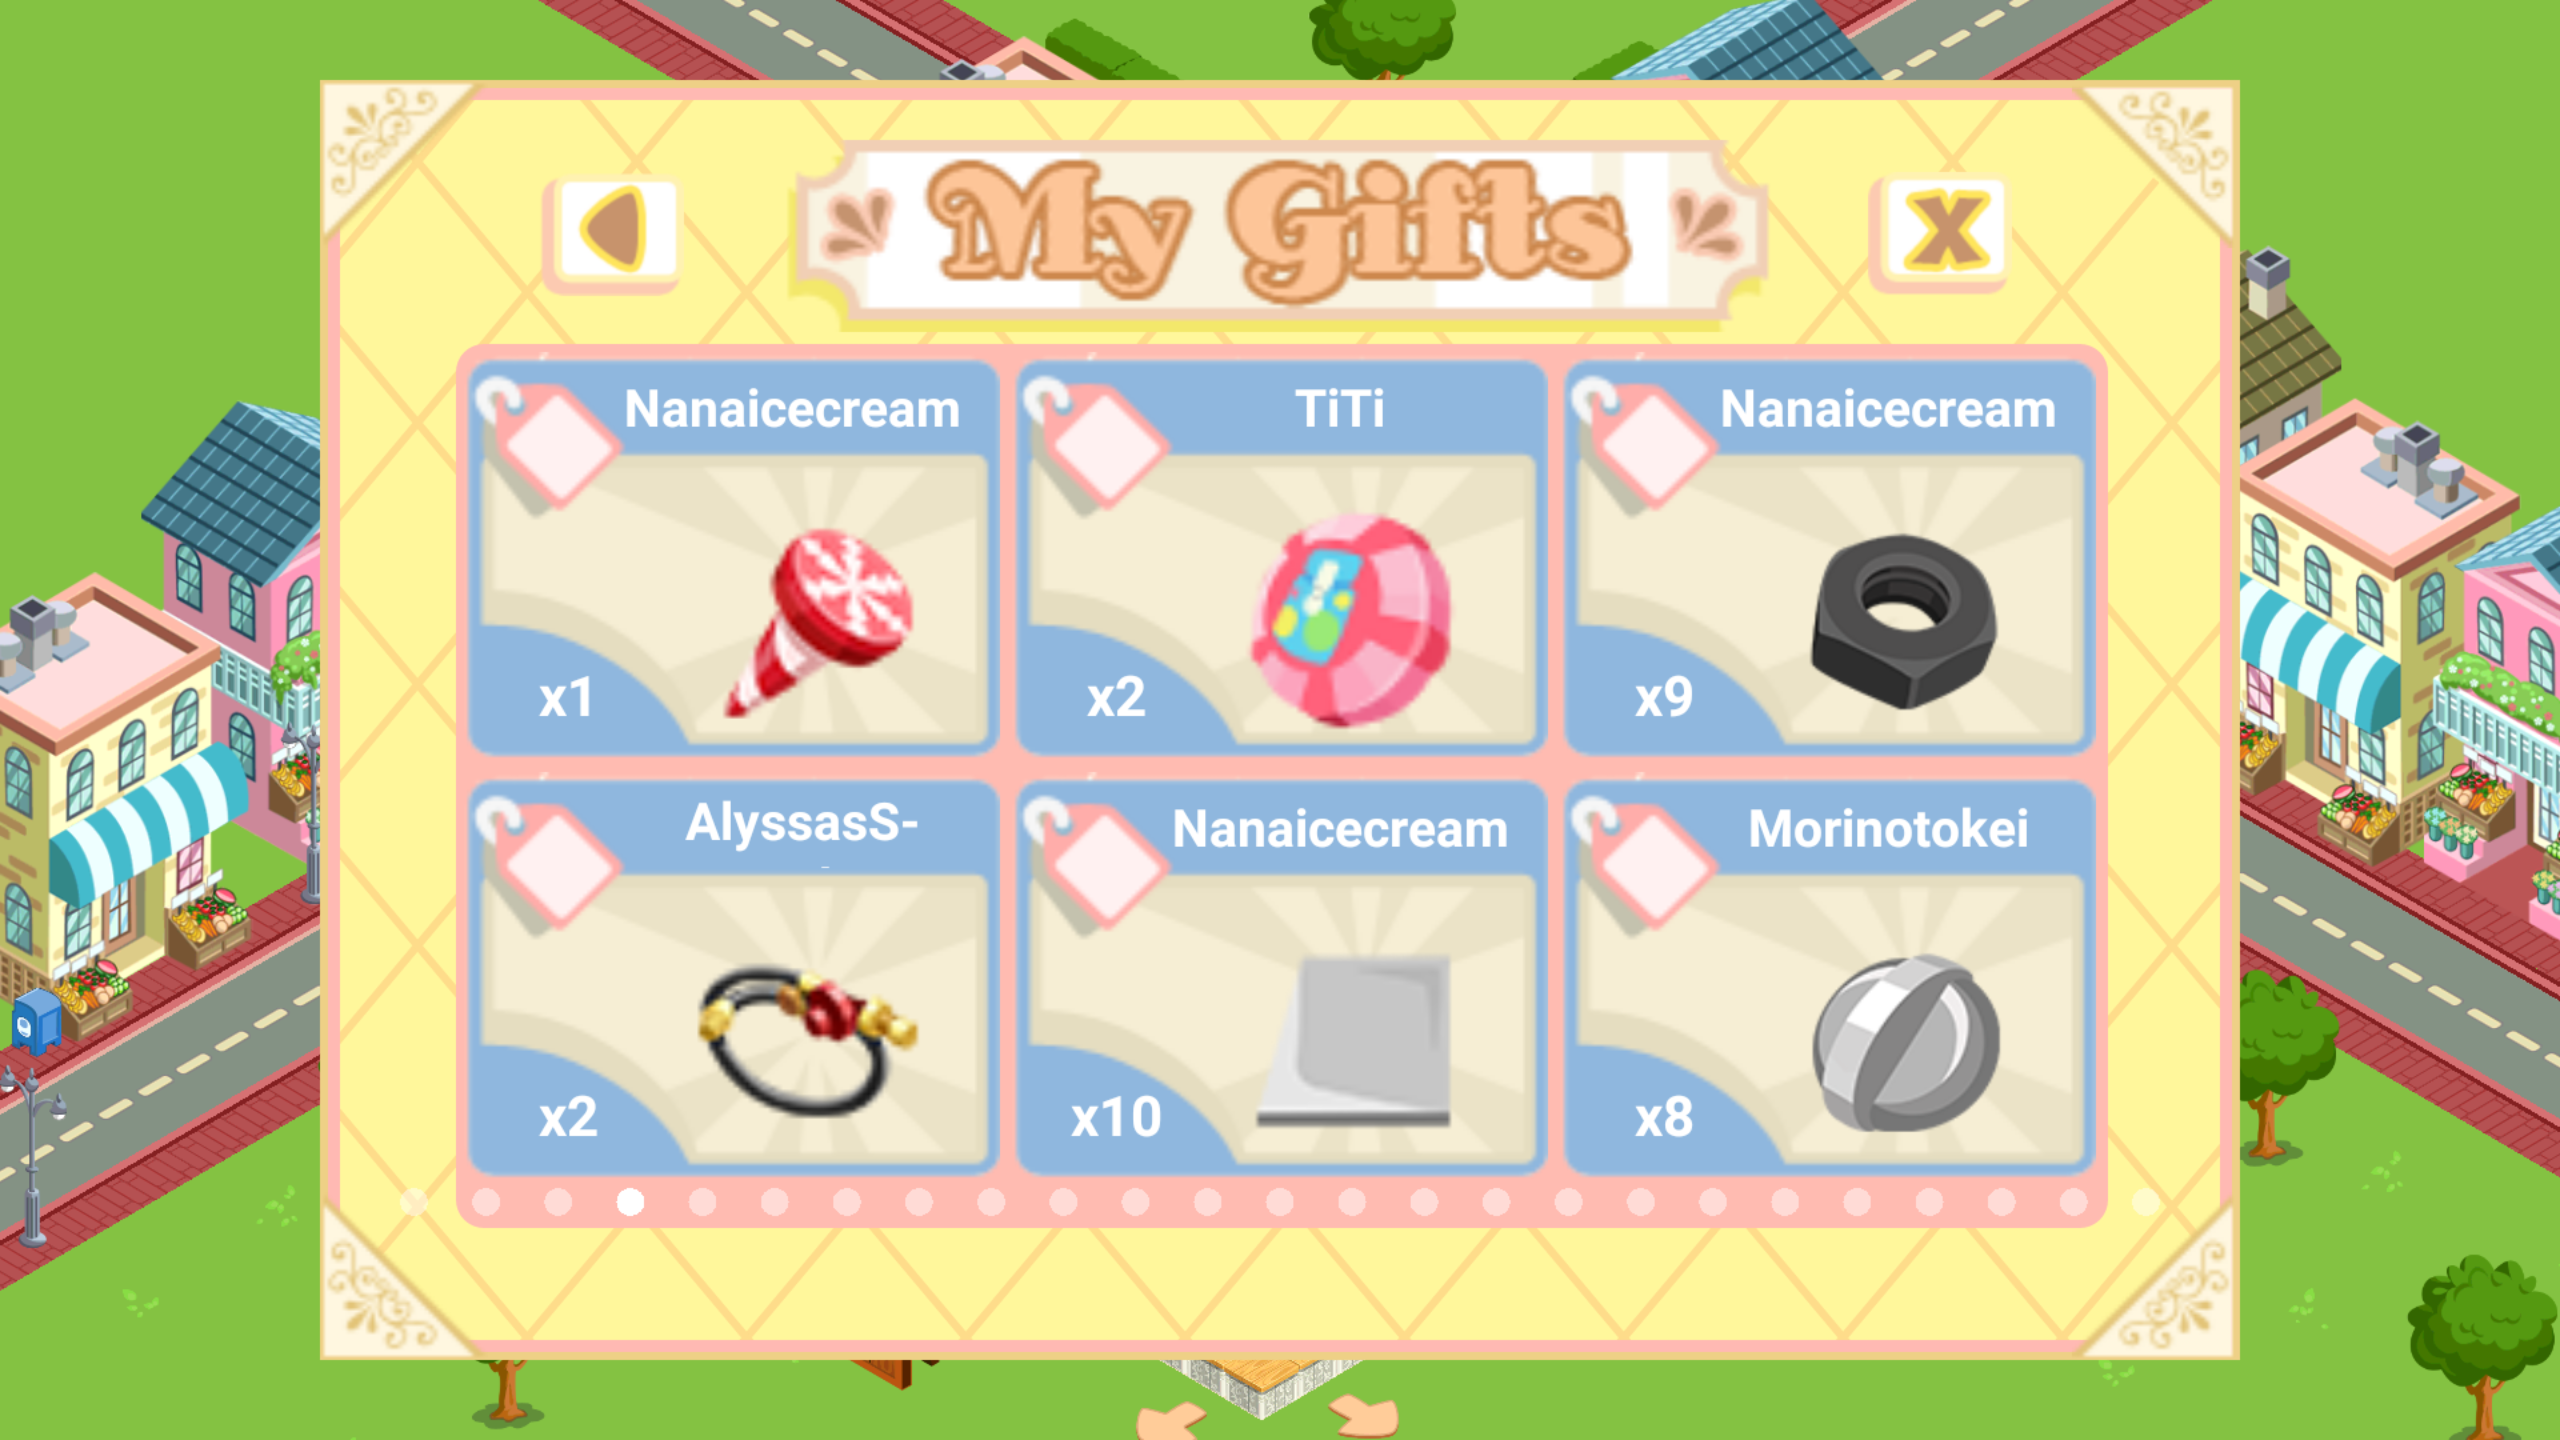 My Gifts
Nanaicecream
TiTi
Nanaicecream
x1
x2
x9
AlyssasS-
Nanaicecream
Morinotokei
x2
x10
x8